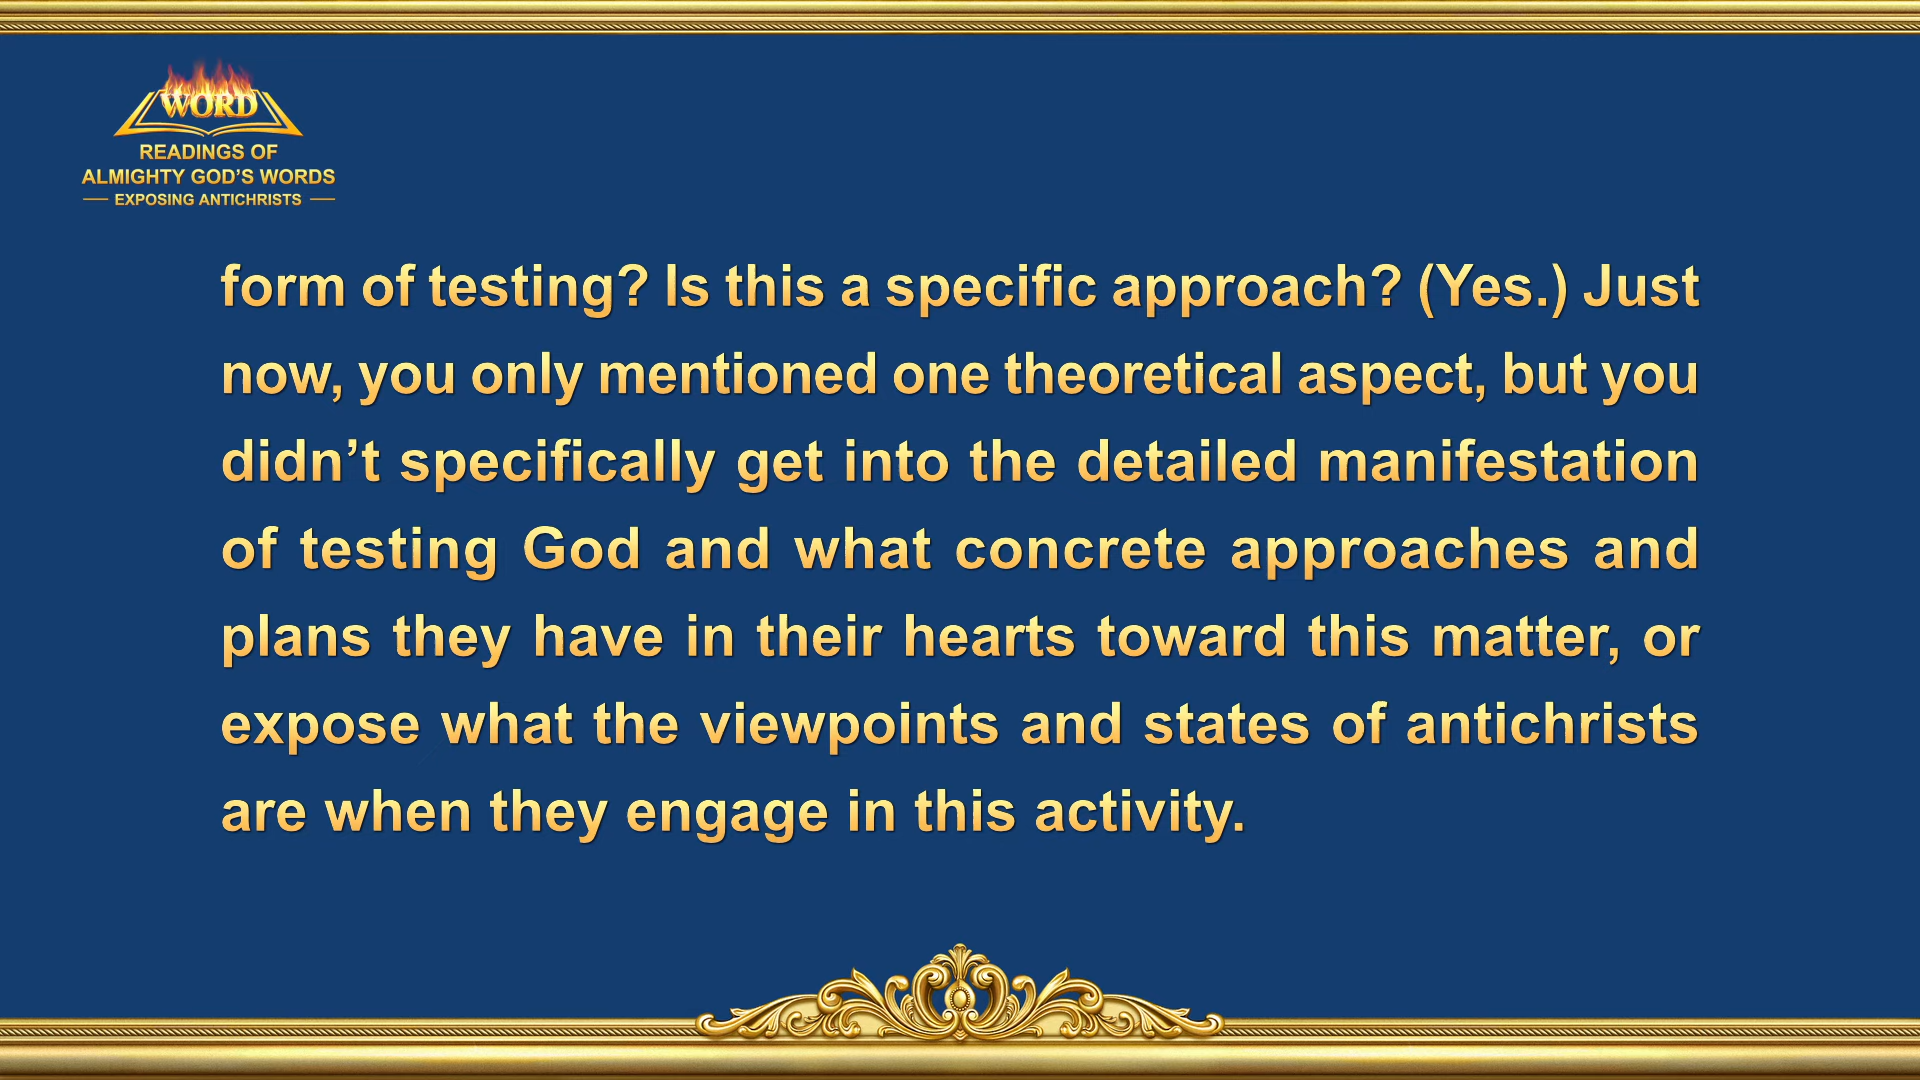 WORD
READINGS OF
ALMIGHTY GOD'S WORDS
EXPOSING ANTICHRISTS
form of testing? Is this a specific approach? (Yes.) Just
now, you only mentioned one theoretical aspect, but you
didn’t specifically get into the detailed manifestation
of testing God and what concrete approaches and
plans they have in their hearts toward this matter, or
expose what the viewpoints and states of antichrists
are when they engage in this activity.